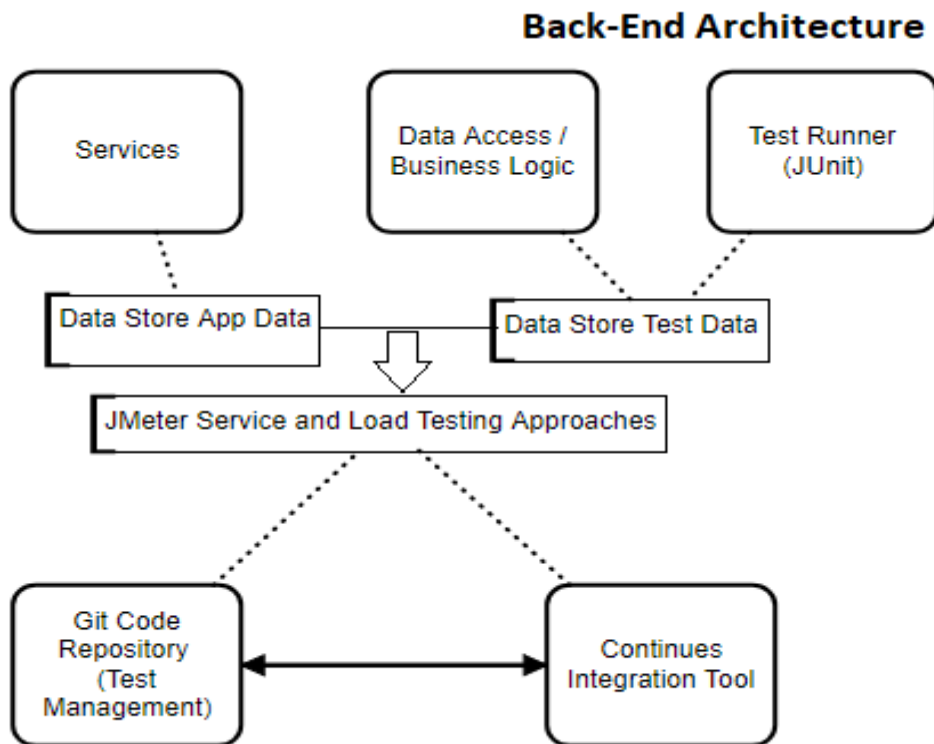 Back-End Architecture
Services
Data Access /
Business Logic
Test Runner
(JUnit)
Data Store App Data
Data Store Test Data
JMeter Service and Load Testing Approaches
Git Code
Repository
(Test
Management)
Continues
Integration Tool